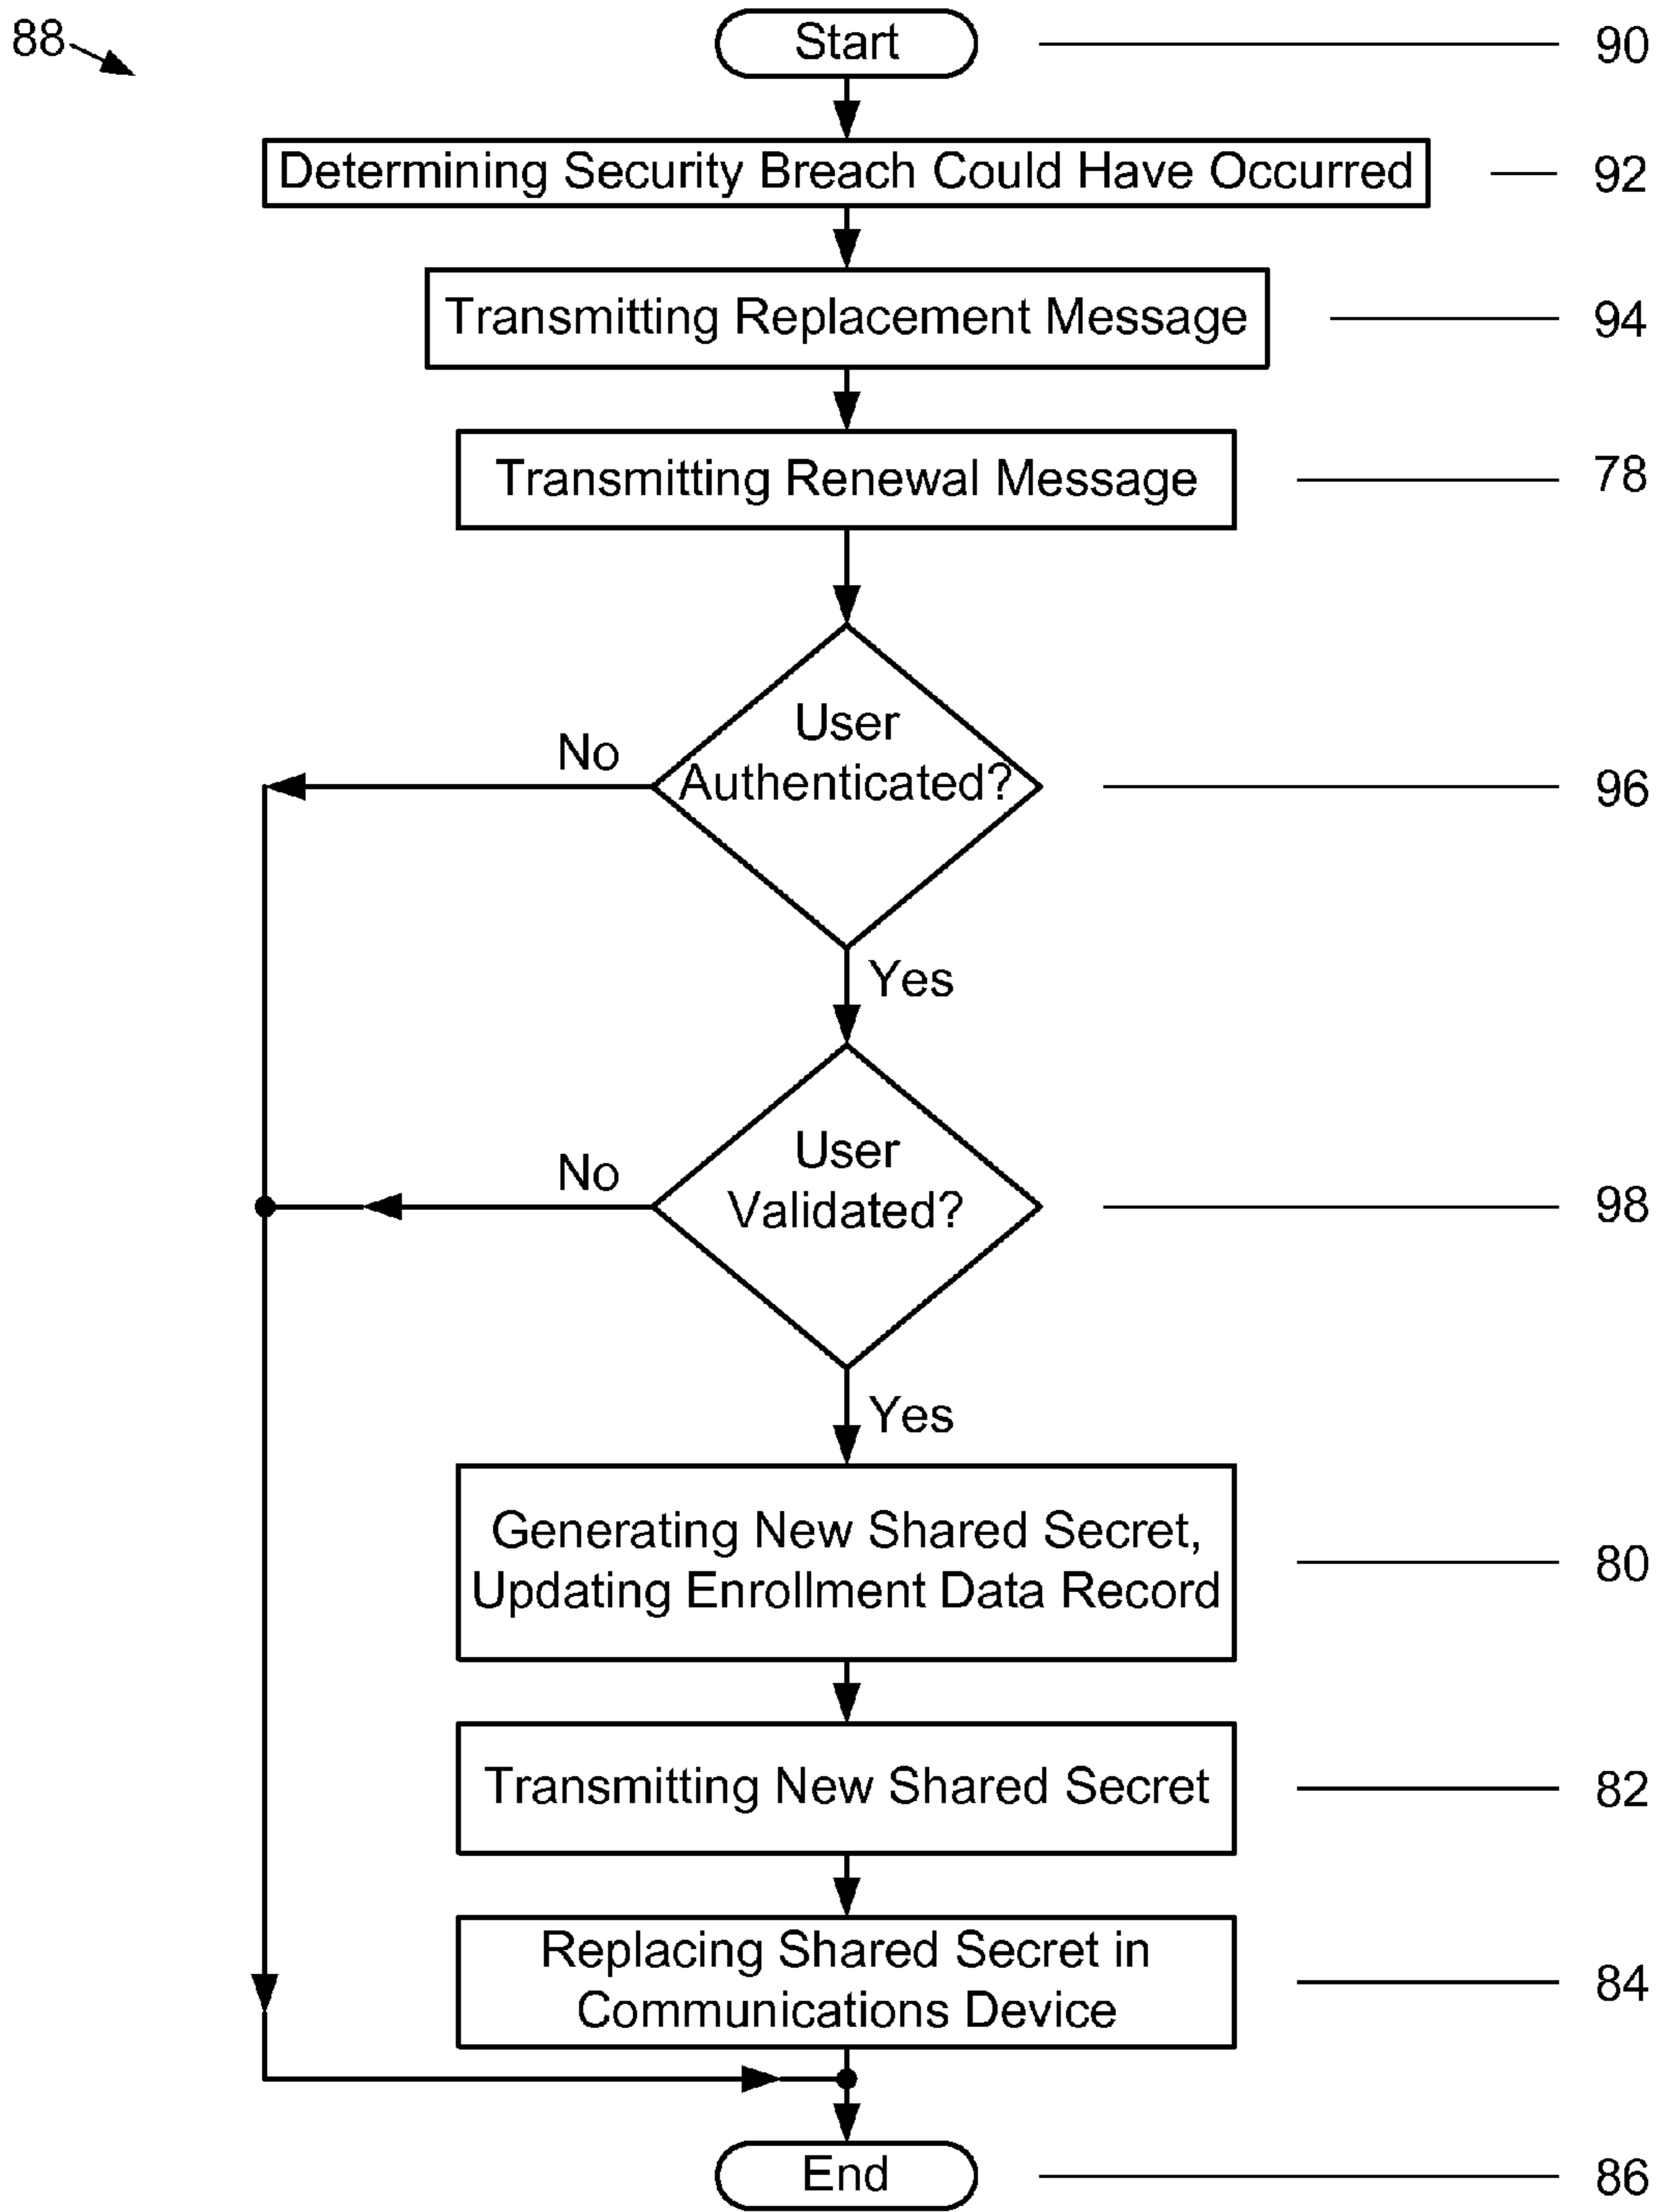 88
Start
90
Determining Security Breach Could Have Occurred
92
Transmitting Replacement Message
94
Transmitting Renewal Message
78
User
Authenticated?
No
96
Yes
User
Validated?
No
98
Yes
Generating New Shared Secret,
Updating Enrollment Data Record
80
Transmitting New Shared Secret
82
Replacing Shared Secret in
Communications Device
84
End
86